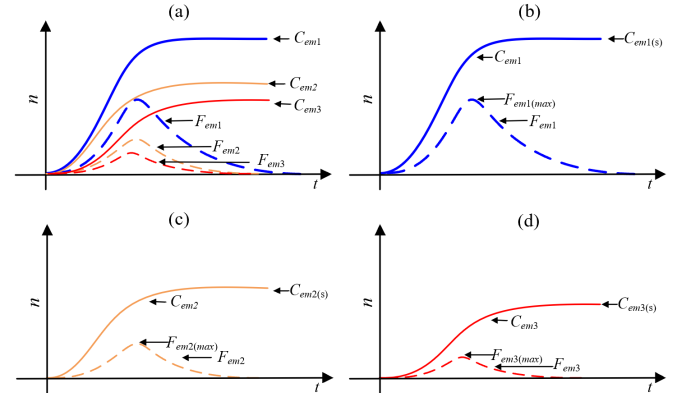 (a)
n
C_em1
C_em2
C_em3
F_em1
F_em2
F_em3
t
(b)
n
C_em1(s)
C_em1
F_em1(max)
F_em1
t
(c)
n
C_em2(s)
C_em2
F_em2(max)
F_em2
t
(d)
n
C_em3(s)
C_em3
F_em3(max)
F_em3
t